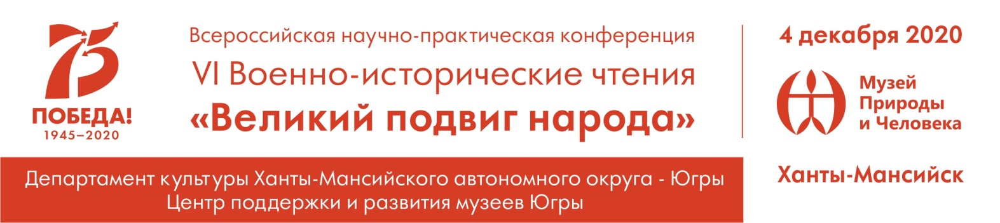 75
ПОБЕДА!
1945–2020
Всероссийская научно-практическая конференция
VI Военно-исторические чтения
«Великий подвиг народа»
4 декабря 2020
Музей
Природы
и Человека
Ханты-Мансийск
Департамент культуры Ханты-Мансийского автономного округа - Югры
Центр поддержки и развития музеев Югры